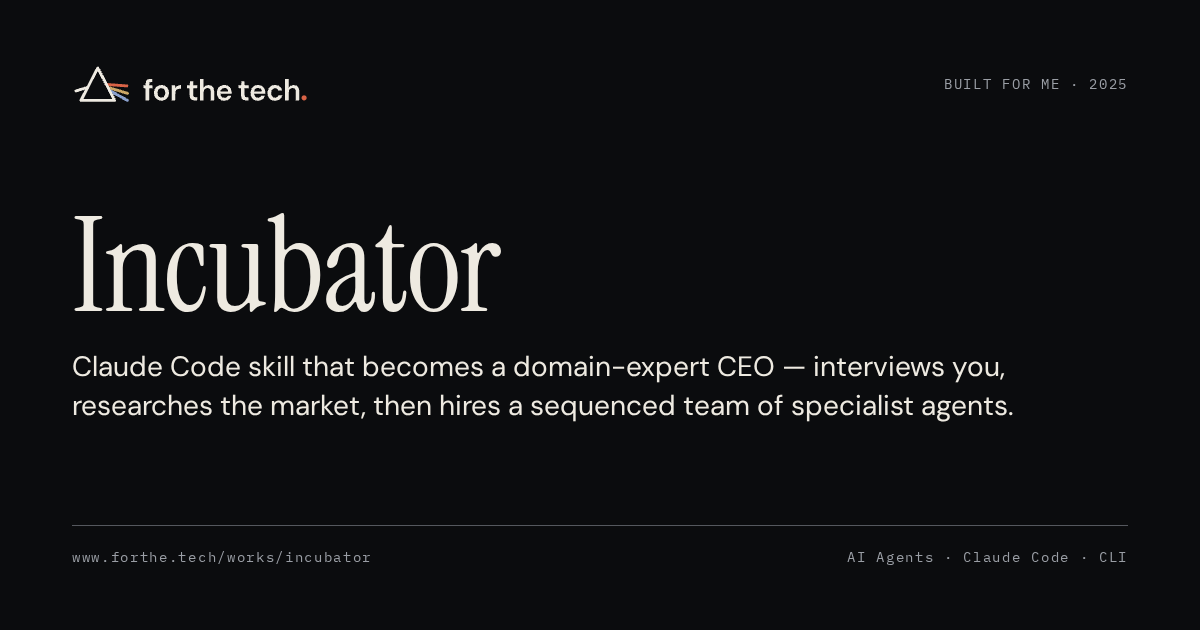 for the tech.
BUILT FOR ME · 2025
Incubator
Claude Code skill that becomes a domain-expert CEO — interviews you,
researches the market, then hires a sequenced team of specialist agents.
www.forthe.tech/works/incubator
AI Agents · Claude Code · CLI